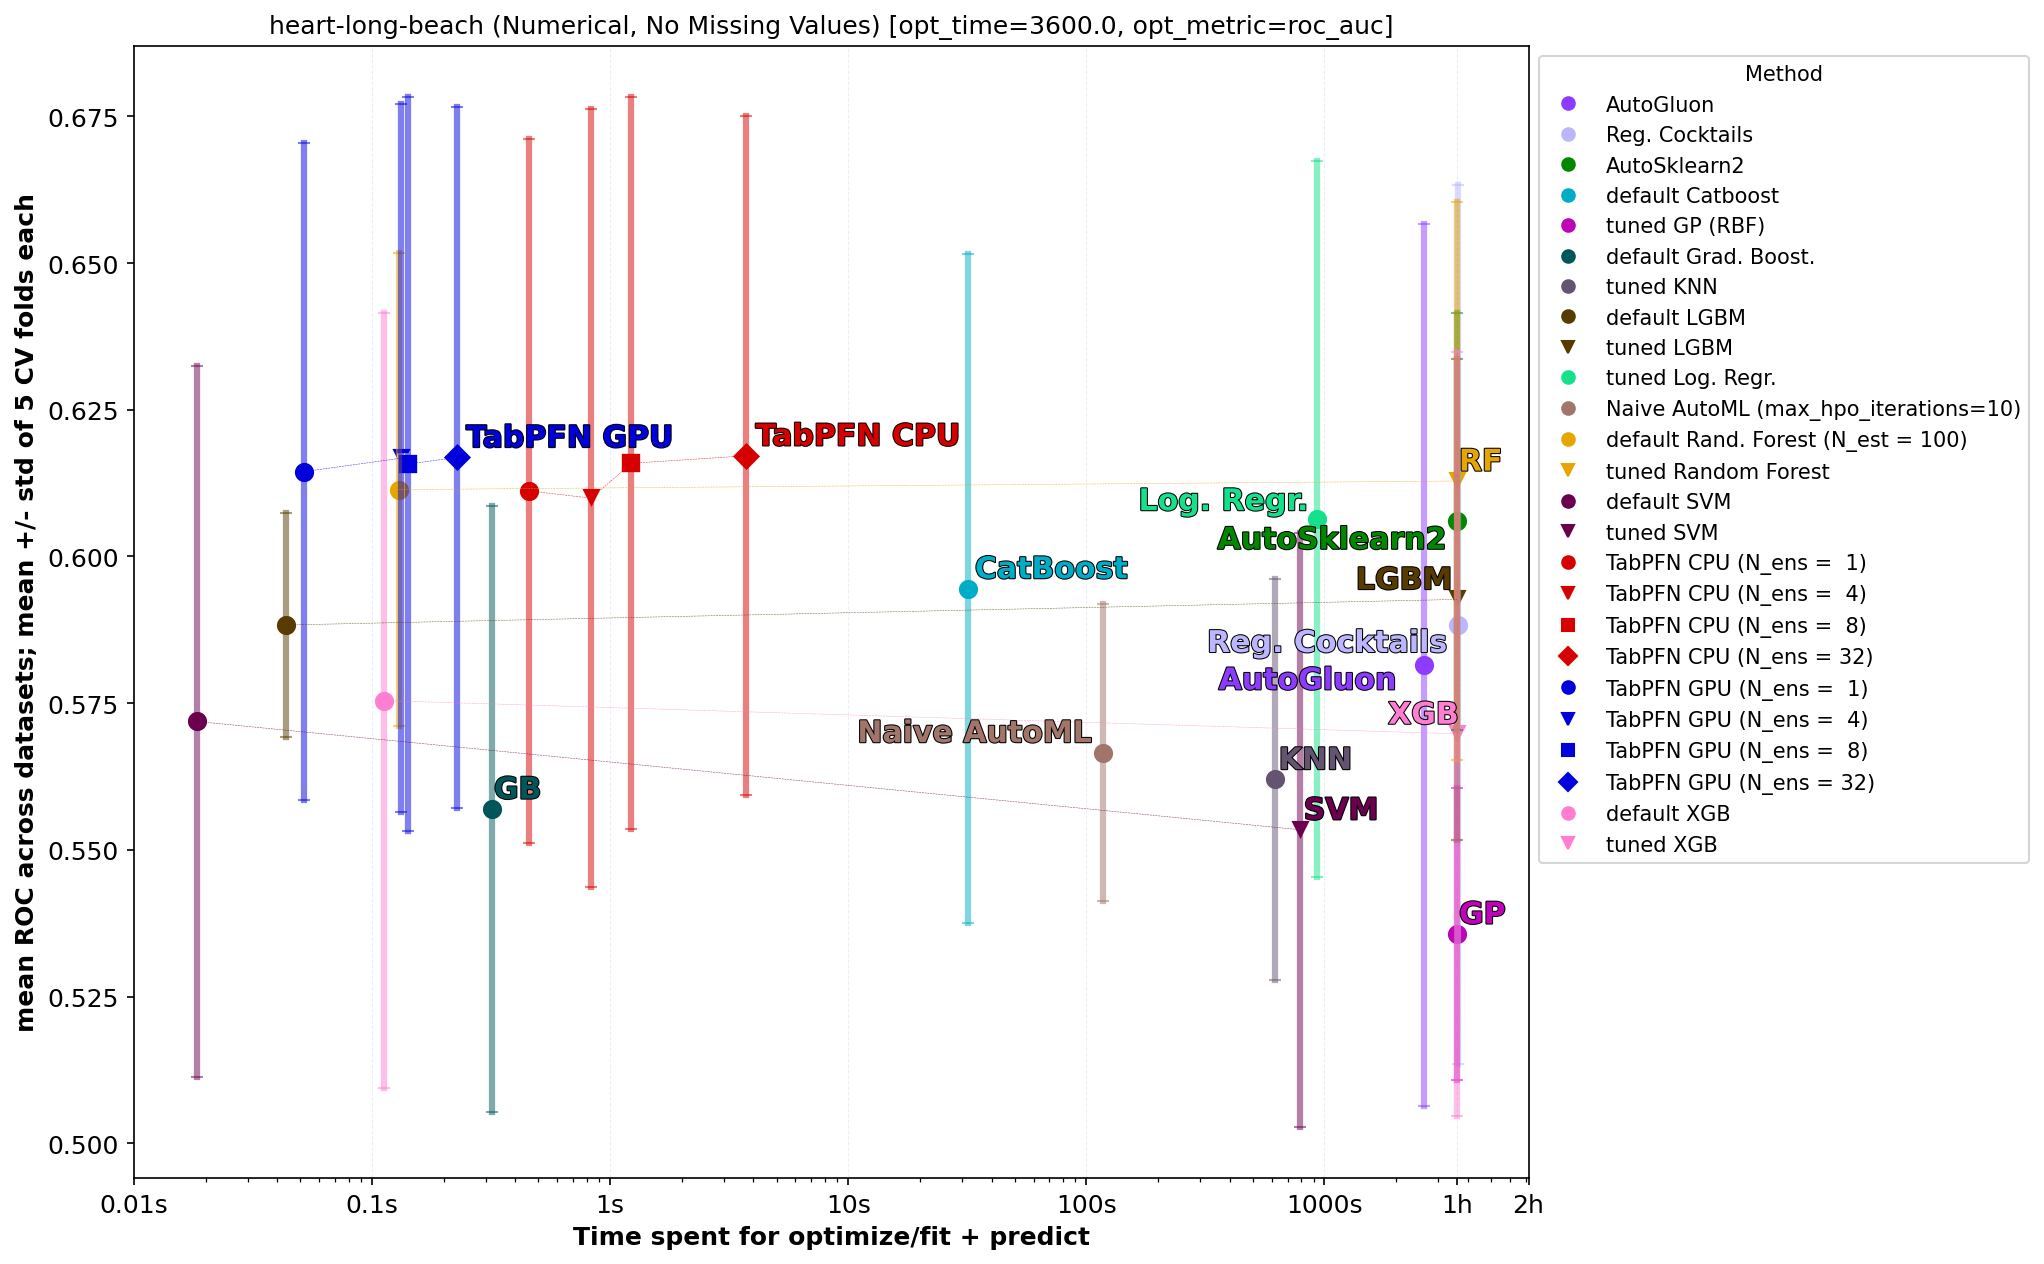 heart-long-beach (Numerical, No Missing Values) [opt_time=3600.0, opt_metric=roc_auc]
mean ROC across datasets; mean +/- std of 5 CV folds each
0.675
0.650
0.625
0.600
0.575
0.550
0.525
0.500
TabPFN GPU
TabPFN CPU
RF
Log. Regr.
AutoSklearn2
CatBoost
LGBM
Reg. Cocktails
AutoGluon
XGB
Naive AutoML
KNN
GB
SVM
GP
0.01s
0.1s
1s
10s
100s
1000s
1h
2h
Time spent for optimize/fit + predict
Method
AutoGluon
Reg. Cocktails
AutoSklearn2
default Catboost
tuned GP (RBF)
default Grad. Boost.
tuned KNN
default LGBM
tuned LGBM
tuned Log. Regr.
Naive AutoML (max_hpo_iterations=10)
default Rand. Forest (N_est = 100)
tuned Random Forest
default SVM
tuned SVM
TabPFN CPU (N_ens =  1)
TabPFN CPU (N_ens =  4)
TabPFN CPU (N_ens =  8)
TabPFN CPU (N_ens = 32)
TabPFN GPU (N_ens =  1)
TabPFN GPU (N_ens =  4)
TabPFN GPU (N_ens =  8)
TabPFN GPU (N_ens = 32)
default XGB
tuned XGB